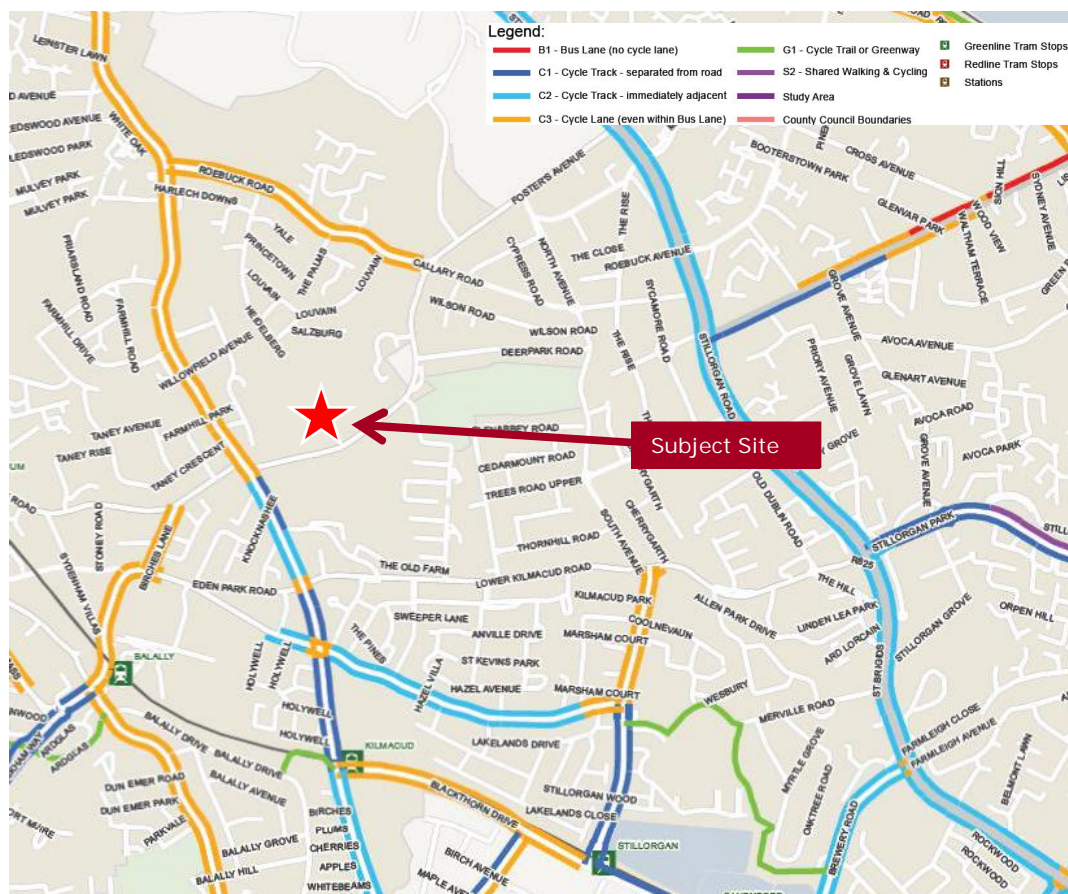 Legend:
B1 - Bus Lane (no cycle lane)
C1 - Cycle Track - separated from road
C2 - Cycle Track - immediately adjacent
C3 - Cycle Lane (even within Bus Lane)
G1 - Cycle Trail or Greenway
S2 - Shared Walking & Cycling
Study Area
County Council Boundaries
Greenline Tram Stops
Redline Tram Stops
Stations
LEINSTER LAWN
AVENUE
LEDSWOOD AVENUE
LEDSWOOD PARK
MULVEY PARK
MULVEY PARK
WHITE OAK
ROEBUCK ROAD
HARLECH DOWNS
YALE
PRINCETOWN
THE PALMS
LOUVAIN
LOUVAIN
LOUVAIN
HEIDELBERG
SALZBURG
CALLARY ROAD
FOSTER'S AVENUE
FRIARSLAND ROAD
FARMHILL ROAD
FARMHILL DRIVE
WILLOWFIELD AVENUE
FARMHILL PARK
TANEY AVENUE
TANEY RISE
TANEY CRESCENT
WILSON ROAD
WILSON ROAD
DEERPARK ROAD
CYPRESS ROAD
NORTH AVENUE
THE CLOSE
THE RISE
ROEBUCK AVENUE
SYCAMORE ROAD
THE RISE
STILLORGAN ROAD
BOOTERSTOWN PARK
CROSS AVENUE
GLENVAR PARK
WOOD VIEW
SION HILT
SYDNEY AVENUE
WALTHAM TERRACE
GROVE AVENUE
AVOCA AVENUE
PRIORY AVENUE
GROVE LAWN
GLENART AVENUE
AVOCA ROAD
GROVE AVENUE
AVOCA PARK
GROVE
Subject Site
GLENABBEY ROAD
CEDARMOUNT ROAD
TREES ROAD UPPER
THORNHILL ROAD
SOUTH AVENUE
CHERRYGARTH
OLD DUBLIN ROAD
STILLORGAN PARK
R825
THE HILL
LINDEN LEA PARK
ARD LORCAIN
ALLEN PARK DRIVE
STILLORGAN GROVE
ORPEN HILL
ST.BRIGIDS
KNOCKNASHEE
SYDNEY ROAD
BIRCHES LANE
SYDENHAM VILLAS
EDEN PARK ROAD
THE OLD FARM
LOWER KILMACUD ROAD
KILMACUD PARK
SWEEPER LANE
COOLNEVAUN
ANVILLE DRIVE
MARSHAM COURT
THE PINES
ST KEVINS PARK
HAZEL VILLA
HAZEL AVENUE
MARSHAM COURT
WESBURY
MERVILLE ROAD
LAKELANDS DRIVE
HOLYWELL
HOLYWELL
HOLYWELL
HOLYWELL
BALALLY
KILMACUD
ARDGLAS
ARDGLAS
BALALLY DRIVE
BALALLY DRIVE
BALALLY AVENUE
DUN EMER ROAD
DUN EMER PARK
PARKVALE
BALALLY GROVE
BALALLY HILL
BLACKTHORN DRIVE
BIRCHES
PLUMS
CHERRIES
APPLES
WHITEBEAMS
BIRCH AVENUE
STILLORGAN WOOD
LAKELANDS CLOSE
STILLORGAN
MYRTLE GROVE
OAKTREE ROAD
BREWERY ROAD
FARMLEIGH CLOSE
FARMLEIGH AVENUE
BELMONT LAWN
ROCKWOOD
ROCKWOOD